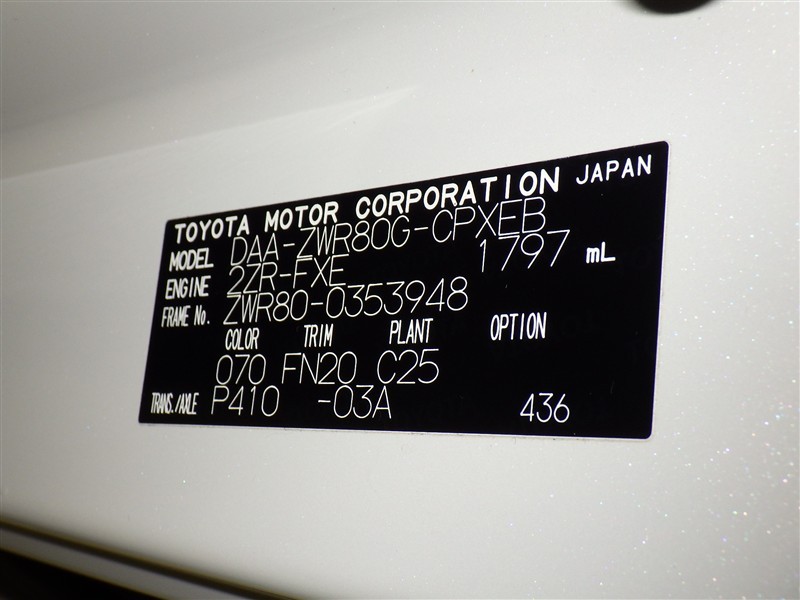 TOYOTA MOTOR CORPORATION JAPAN
MODEL DAA-ZWR80G-CPXEB
ENGINE 2ZR-FXE 1797 mL
FRAME No. ZWR80-0353948
COLOR TRIM PLANT OPTION
070 FN20 C25
TRANS./AXLE P410 -03A 436